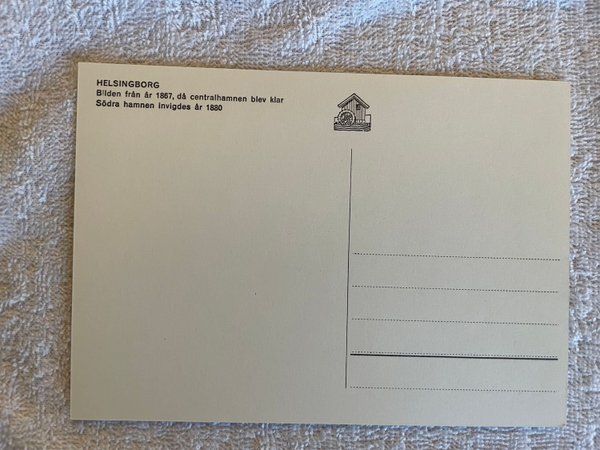 HELSINGBORG
Bilden från år 1867, då centralhamnen blev klar
Södra hamnen invigdes år 1880